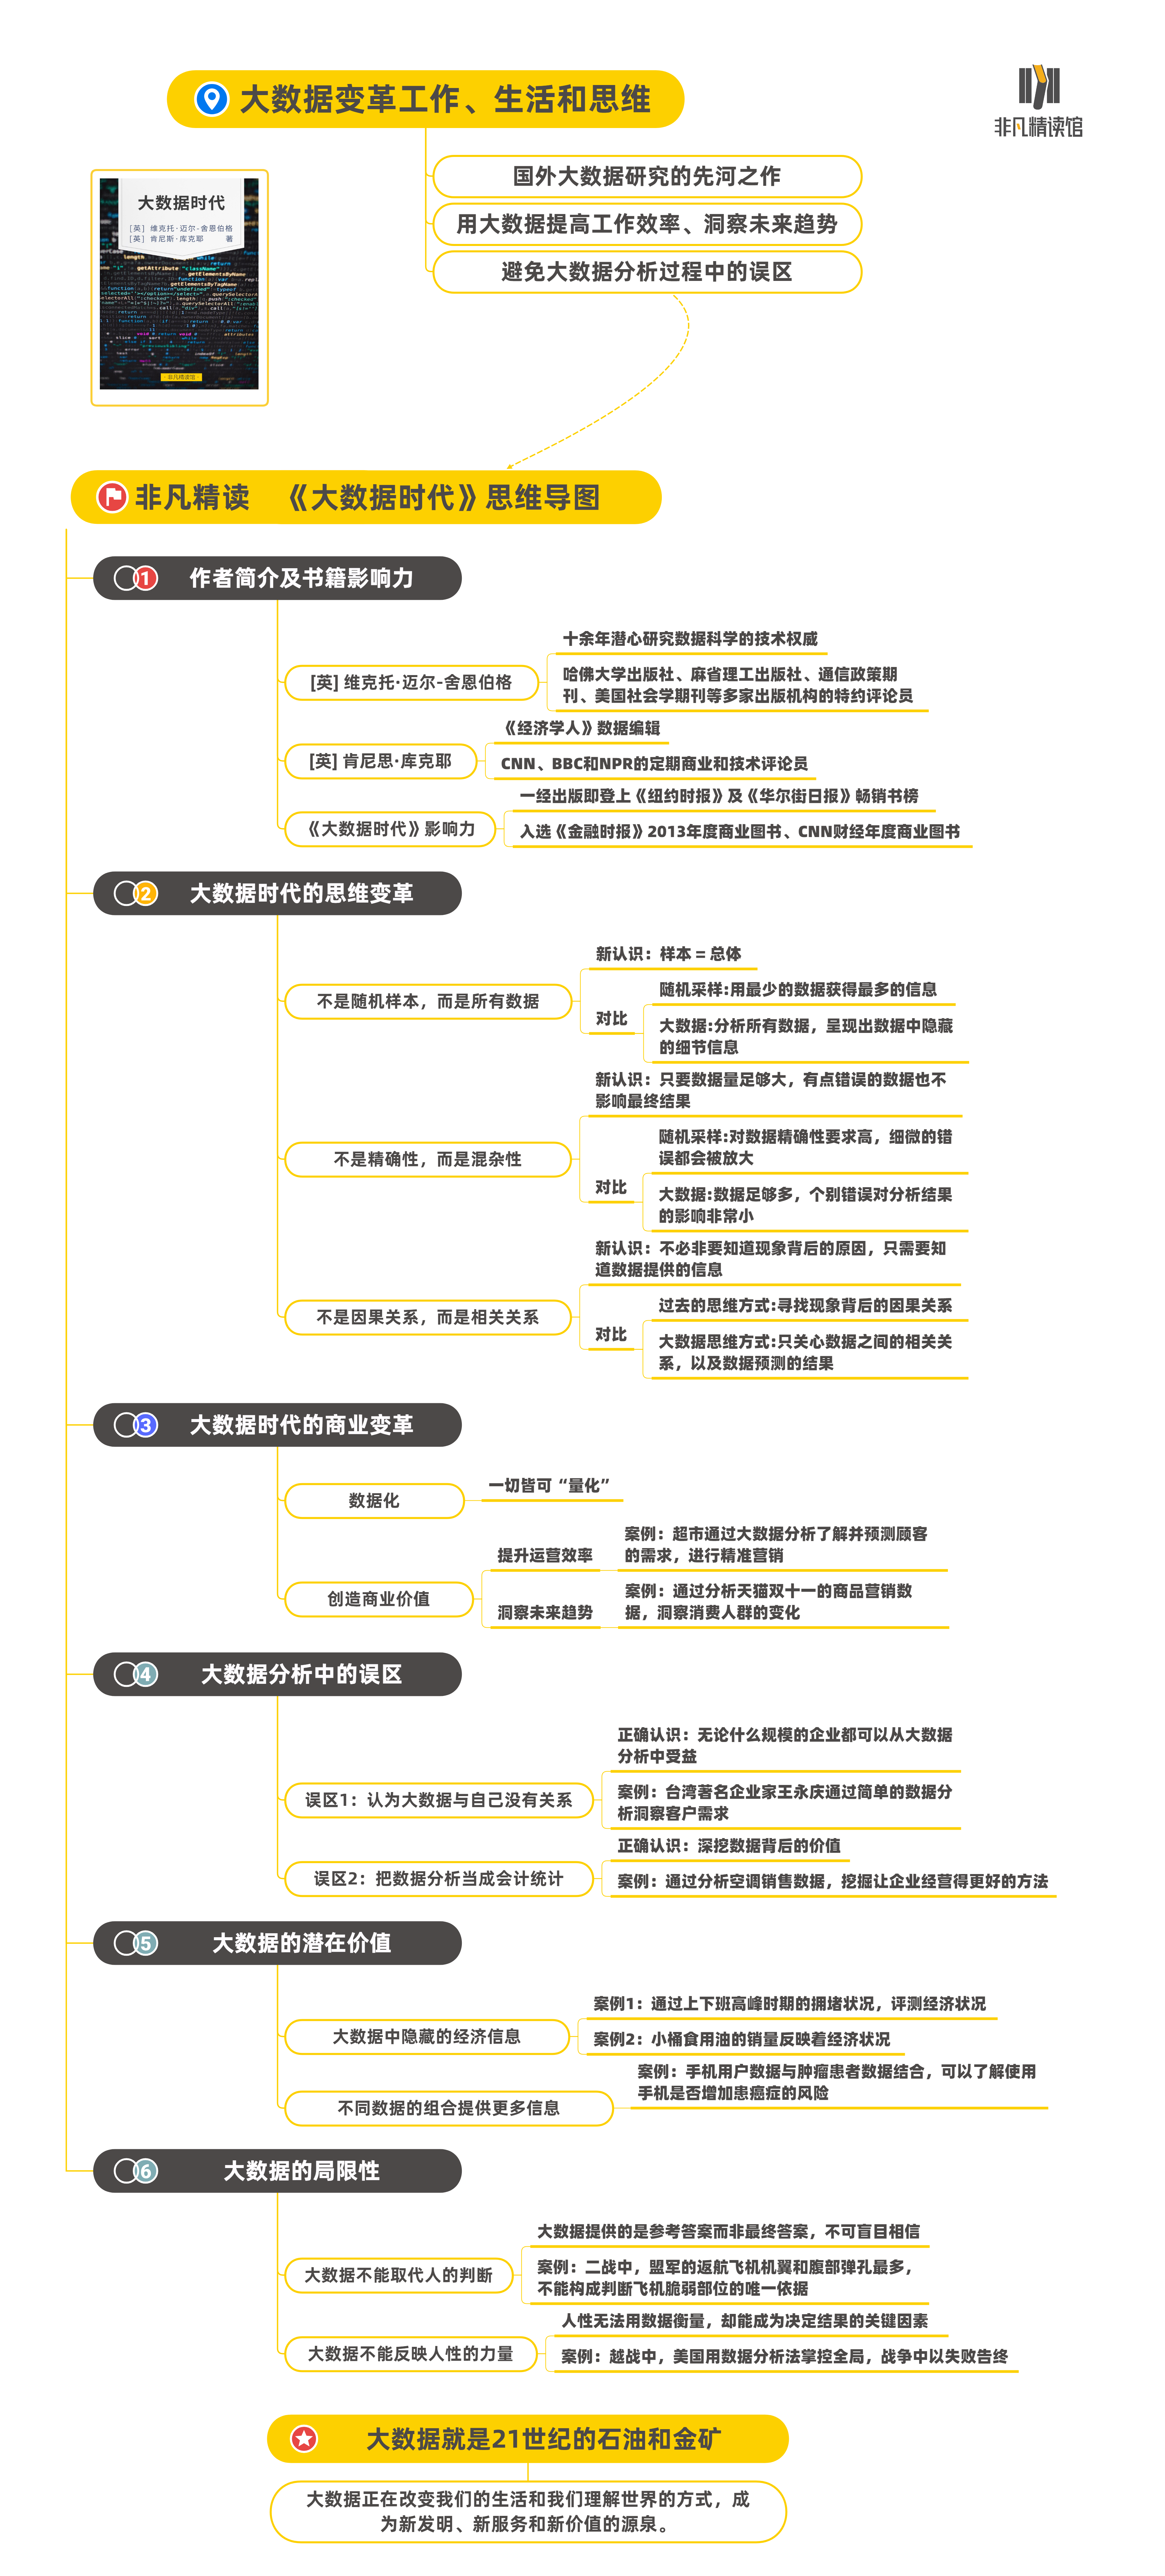 大数据变革工作、生活和思维
非凡精读馆
国外大数据研究的先河之作
用大数据提高工作效率、洞察未来趋势
避免大数据分析过程中的误区
大数据时代
[英] 维克托·迈尔-舍恩伯格
[英] 肯尼斯·库克耶 著
非凡精读馆
非凡精读 《大数据时代》思维导图
1 作者简介及书籍影响力
[英] 维克托·迈尔-舍恩伯格
十余年潜心研究数据科学的技术权威
哈佛大学出版社、麻省理工出版社、通信政策期
刊、美国社会学期刊等多家出版机构的特约评论员
[英] 肯尼思·库克耶
《经济学人》数据编辑
CNN、BBC和NPR的定期商业和技术评论员
《大数据时代》影响力
一经出版即登上《纽约时报》及《华尔街日报》畅销书榜
入选《金融时报》2013年度商业图书、CNN财经年度商业图书
2 大数据时代的思维变革
不是随机样本，而是所有数据
新认识：样本 = 总体
对比
随机采样:用最少的数据获得最多的信息
大数据:分析所有数据，呈现出数据中隐藏
的细节信息
不是精确性，而是混杂性
新认识：只要数据量足够大，有点错误的数据也不
影响最终结果
对比
随机采样:对数据精确性要求高，细微的错
误都会被放大
大数据:数据足够多，个别错误对分析结果
的影响非常小
不是因果关系，而是相关关系
新认识：不必非要知道现象背后的原因，只需要知
道数据提供的信息
对比
过去的思维方式:寻找现象背后的因果关系
大数据思维方式:只关心数据之间的相关关
系，以及数据预测的结果
3 大数据时代的商业变革
数据化
一切皆可“量化”
创造商业价值
提升运营效率
案例：超市通过大数据分析了解并预测顾客
的需求，进行精准营销
洞察未来趋势
案例：通过分析天猫双十一的商品营销数
据，洞察消费人群的变化
4 大数据分析中的误区
误区1：认为大数据与自己没有关系
正确认识：无论什么规模的企业都可以从大数据
分析中受益
案例：台湾著名企业家王永庆通过简单的数据分
析洞察客户需求
误区2：把数据分析当成会计统计
正确认识：深挖数据背后的价值
案例：通过分析空调销售数据，挖掘让企业经营得更好的方法
5 大数据的潜在价值
大数据中隐藏的经济信息
案例1：通过上下班高峰时期的拥堵状况，评测经济状况
案例2：小桶食用油的销量反映着经济状况
不同数据的组合提供更多信息
案例：手机用户数据与肿瘤患者数据结合，可以了解使用
手机是否增加患癌症的风险
6 大数据的局限性
大数据不能取代人的判断
大数据提供的是参考答案而非最终答案，不可盲目相信
案例：二战中，盟军的返航飞机机翼和腹部弹孔最多，
不能构成判断飞机脆弱部位的唯一依据
大数据不能反映人性的力量
人性无法用数据衡量，却能成为决定结果的关键因素
案例：越战中，美国用数据分析法掌控全局，战争中以失败告终
大数据就是21世纪的石油和金矿
大数据正在改变我们的生活和我们理解世界的方式，成
为新发明、新服务和新价值的源泉。